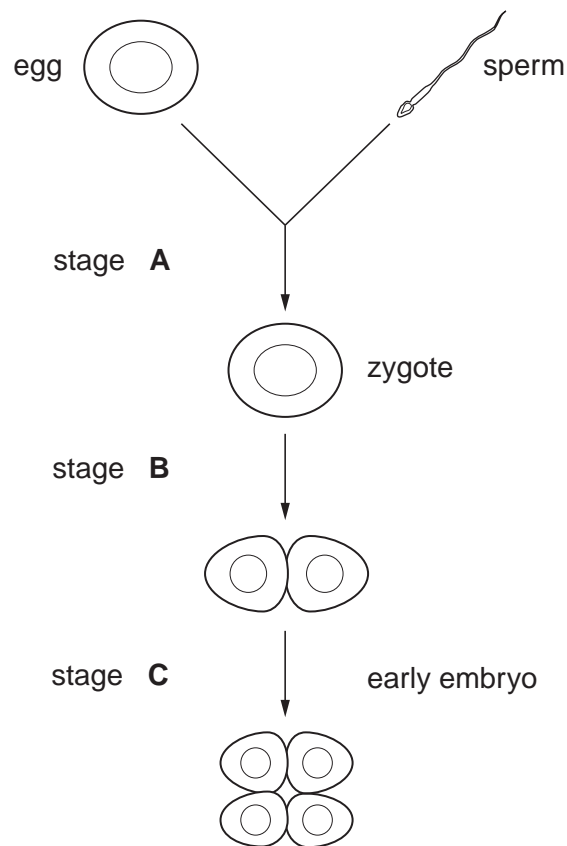 egg
sperm
stage A
zygote
stage B
stage C
early embryo